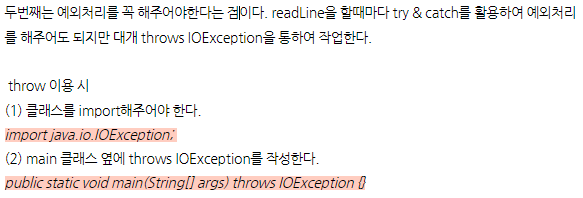 두번째는 예외처리를 꼭 해주어야한다는 점이다. readLine을 할때마다 try & catch를 활용하여 예외처리
를 해주어도 되지만 대개 throws IOException을 통하여 작업한다.
throw 이용 시
(1) 클래스를 import해주어야 한다.
import java.io.IOException;
(2) main 클래스 옆에 throws IOException를 작성한다.
public static void main(String[] args) throws IOException {}